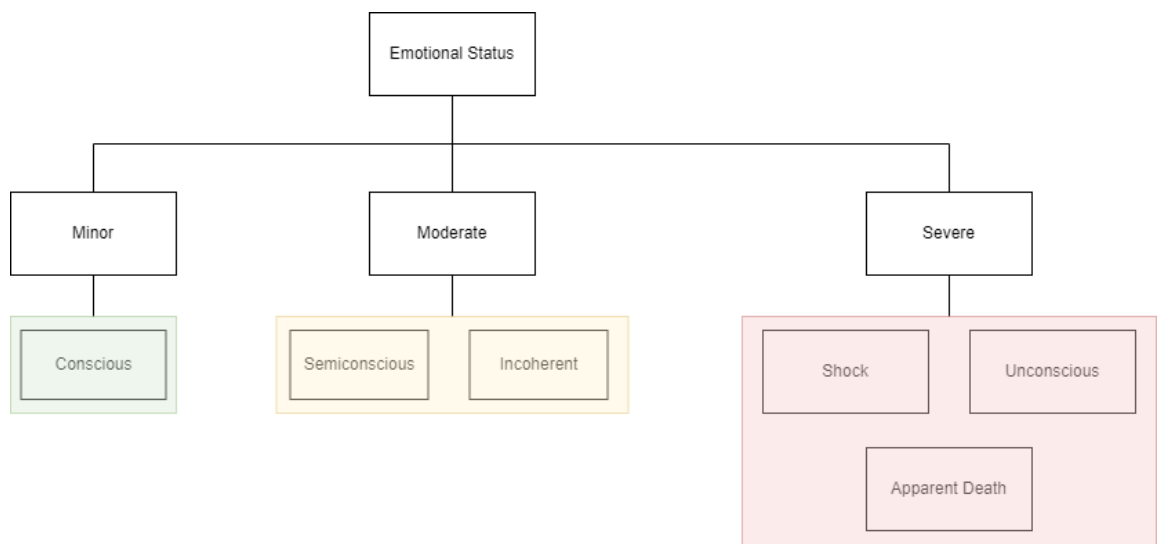 Emotional Status
Minor
Moderate
Severe
Conscious
Semiconscious
Incoherent
Shock
Unconscious
Apparent Death